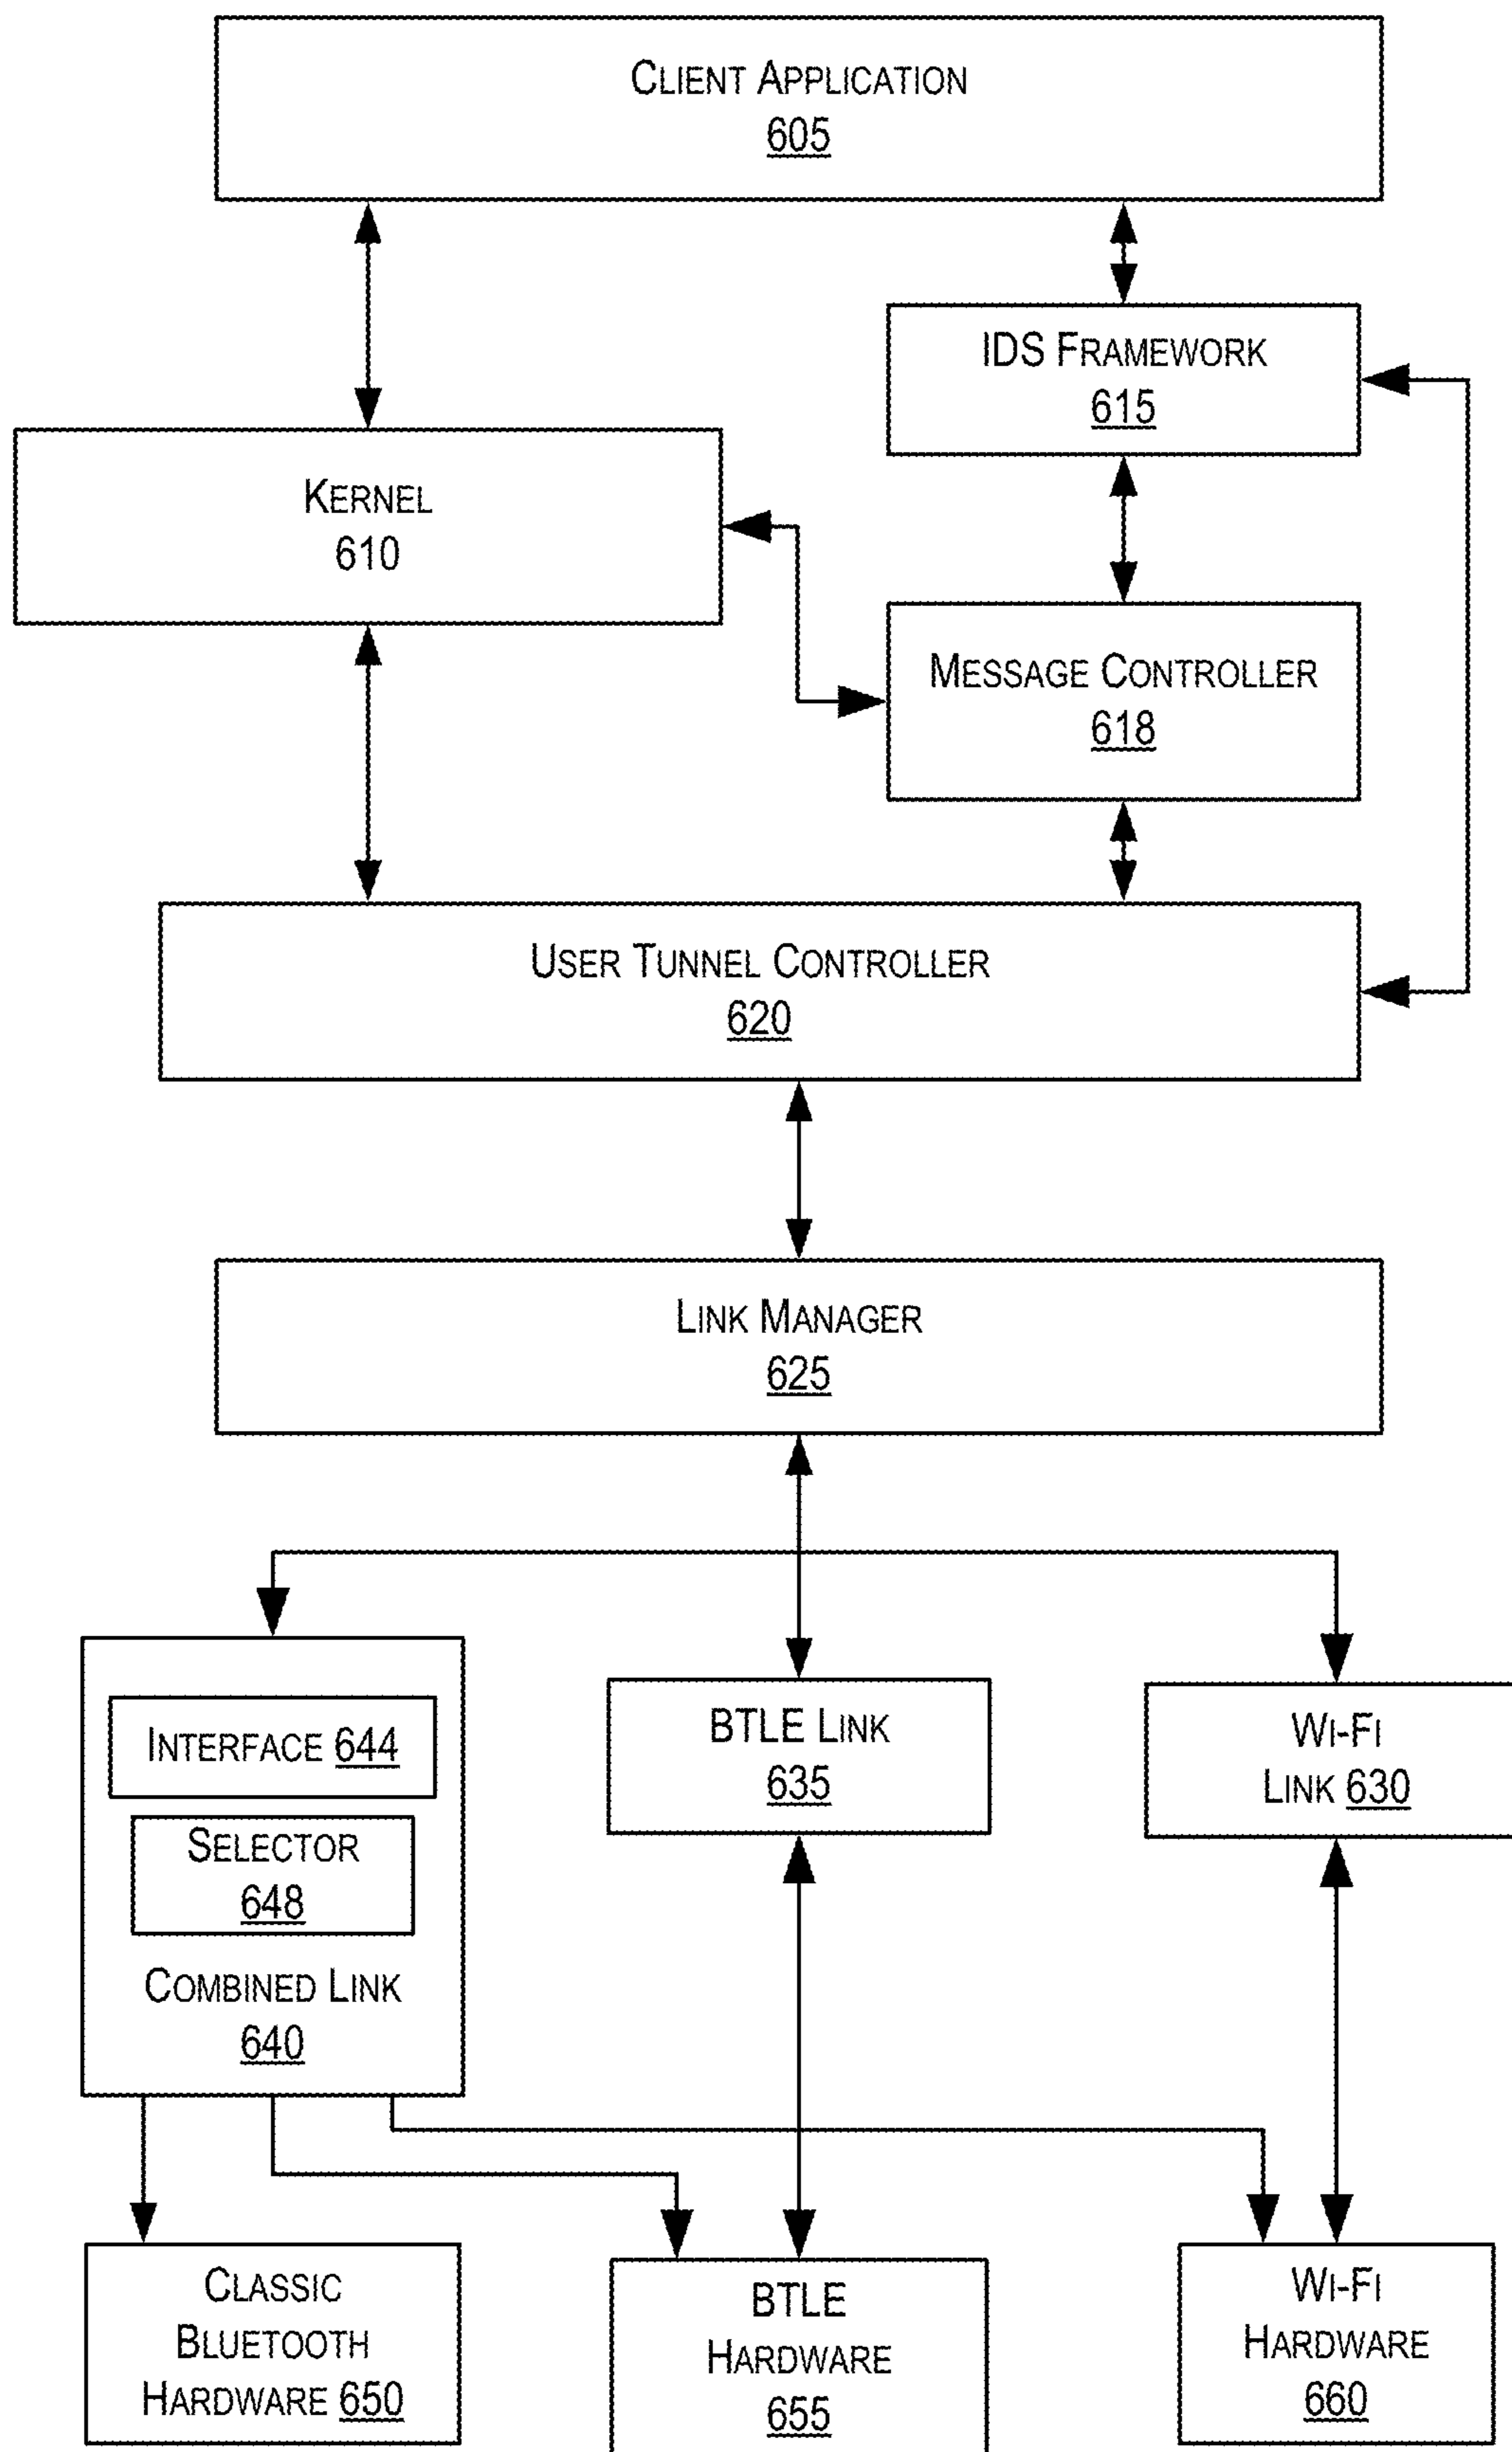 CLIENT APPLICATION
605
IDS FRAMEWORK
615
KERNEL
610
MESSAGE CONTROLLER
618
USER TUNNEL CONTROLLER
620
LINK MANAGER
625
INTERFACE 644
SELECTOR
648
COMBINED LINK
640
BTLE LINK
635
WI-FI
LINK 630
CLASSIC
BLUETOOTH
HARDWARE 650
BTLE
HARDWARE
655
WI-FI
HARDWARE
660